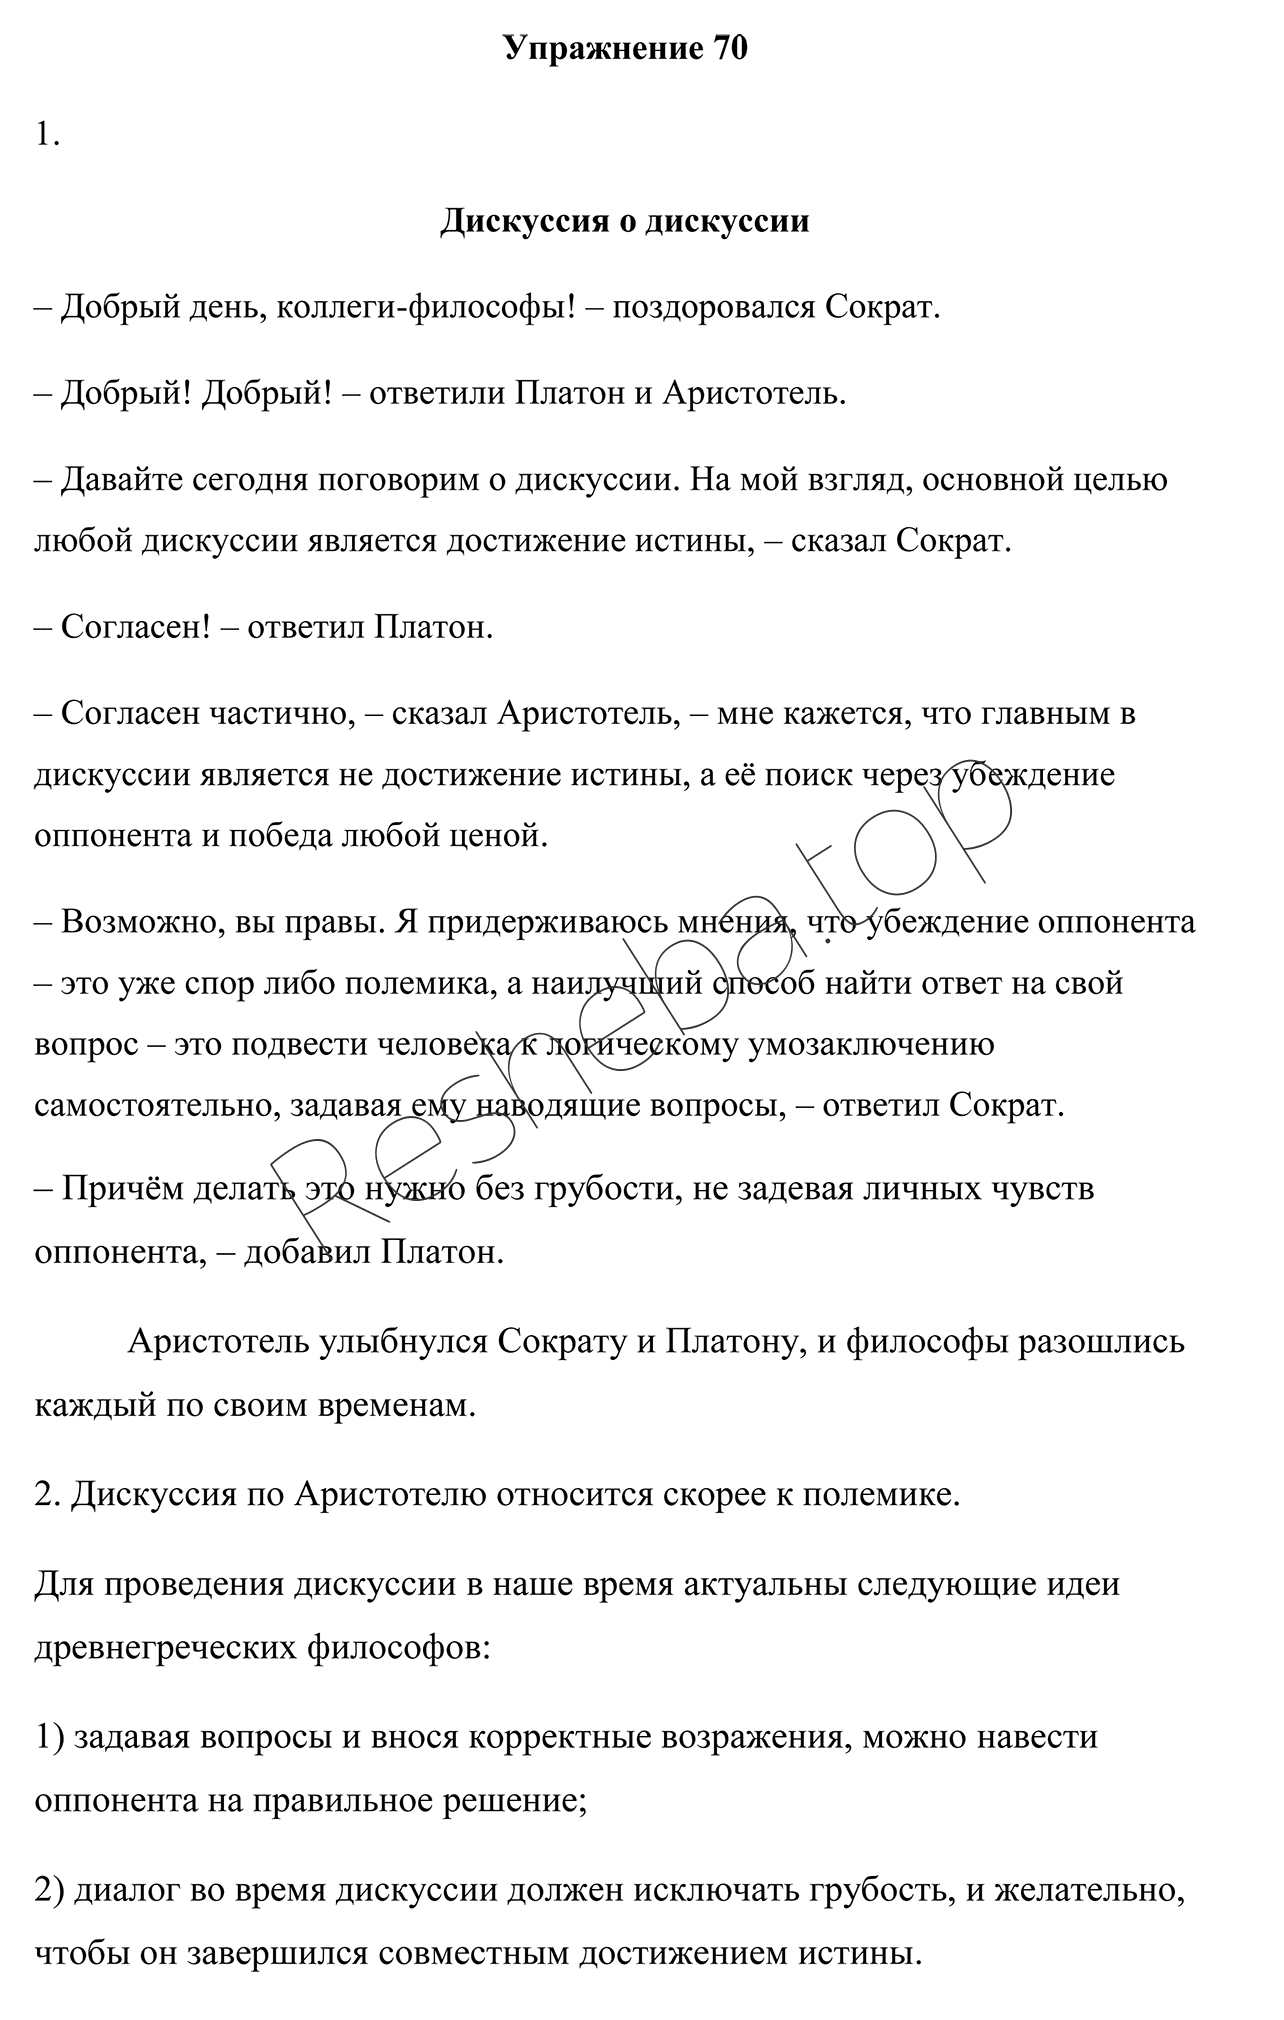 Упражнение 70
1.
Дискуссия о дискуссии
– Добрый день, коллеги-философы! – поздоровался Сократ.
– Добрый! Добрый! – ответили Платон и Аристотель.
– Давайте сегодня поговорим о дискуссии. На мой взгляд, основной целью
любой дискуссии является достижение истины, – сказал Сократ.
– Согласен! – ответил Платон.
– Согласен частично, – сказал Аристотель, – мне кажется, что главным в
дискуссии является не достижение истины, а её поиск через убеждение
оппонента и победа любой ценой.
– Возможно, вы правы. Я придерживаюсь мнения, что убеждение оппонента
– это уже спор либо полемика, а наилучший способ найти ответ на свой
вопрос – это подвести человека к логическому умозаключению
самостоятельно, задавая ему наводящие вопросы, – ответил Сократ.
– Причём делать это нужно без грубости, не задевая личных чувств
оппонента, – добавил Платон.
Аристотель улыбнулся Сократу и Платону, и философы разошлись
каждый по своим временам.
2. Дискуссия по Аристотелю относится скорее к полемике.
Для проведения дискуссии в наше время актуальны следующие идеи
древнегреческих философов:
1) задавая вопросы и внося корректные возражения, можно навести
оппонента на правильное решение;
2) диалог во время дискуссии должен исключать грубость, и желательно,
чтобы он завершился совместным достижением истины.
Resheba.top